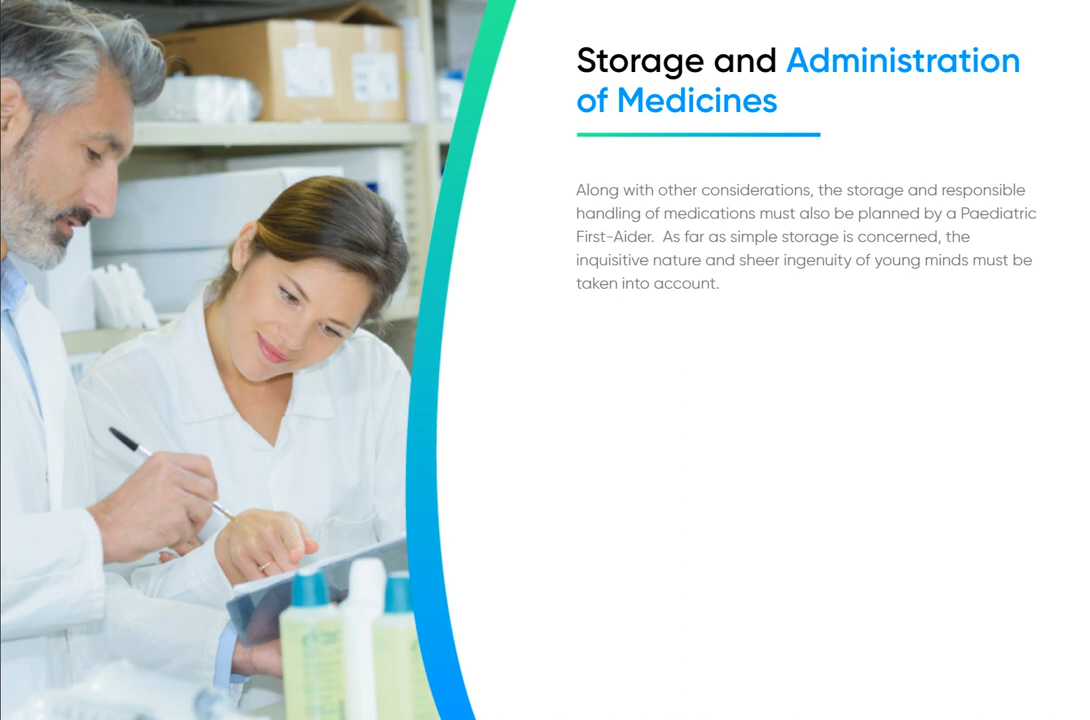 Storage and Administration
of Medicines
Along with other considerations, the storage and responsible
handling of medications must also be planned by a Paediatric
First-Aider.  As far as simple storage is concerned, the
inquisitive nature and sheer ingenuity of young minds must be
taken into account.